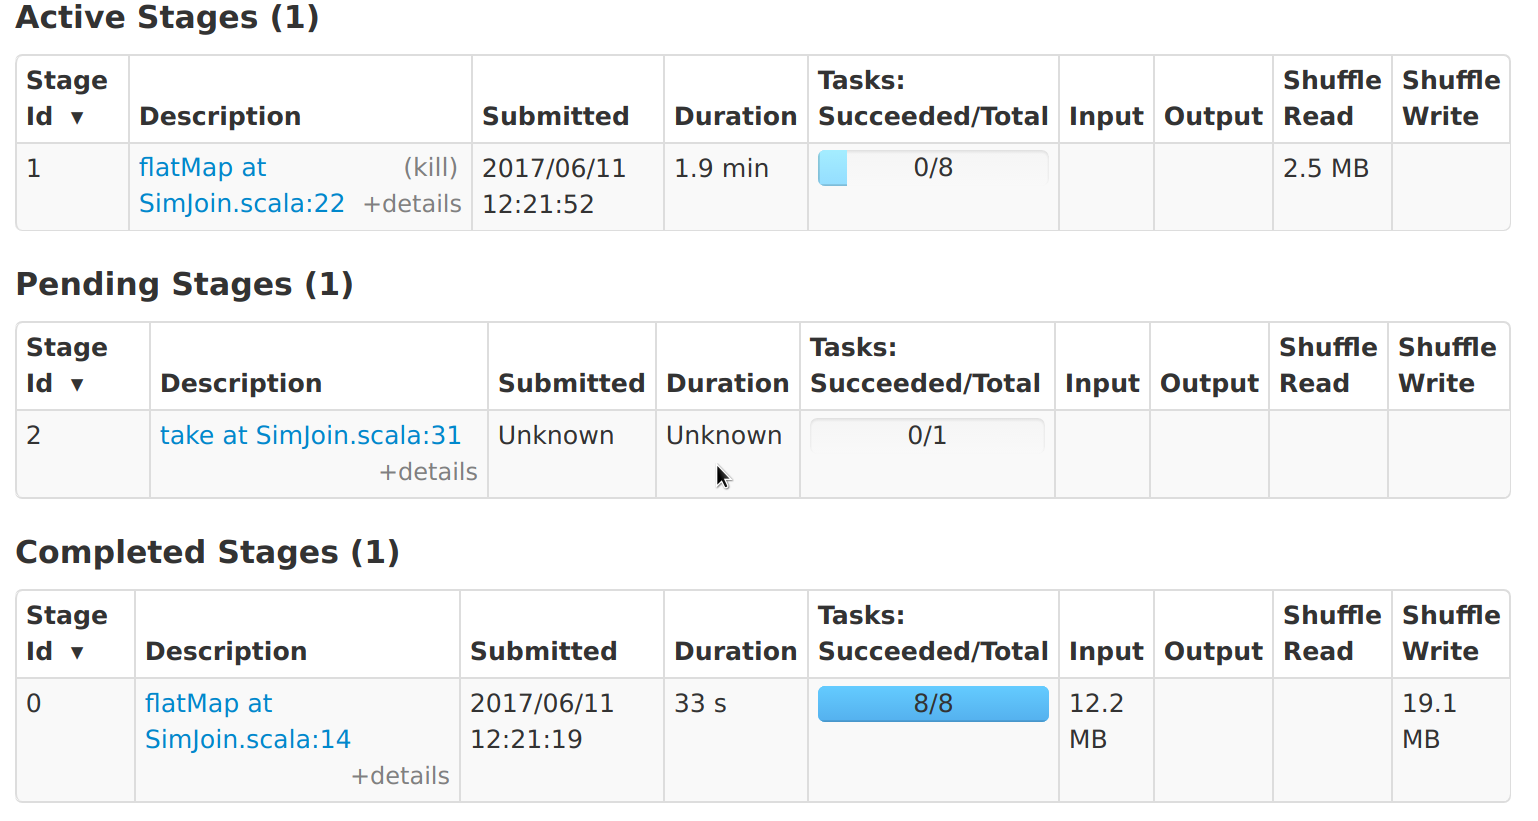 Active Stages (1)
Stage Id ▼ Description Submitted Duration Tasks: Succeeded/Total Input Output Shuffle Read Shuffle Write
1 flatMap at SimJoin.scala:22 (kill) +details 2017/06/11 12:21:52 1.9 min 0/8 2.5 MB
Pending Stages (1)
Stage Id ▼ Description Submitted Duration Tasks: Succeeded/Total Input Output Shuffle Read Shuffle Write
2 take at SimJoin.scala:31 +details Unknown Unknown 0/1
Completed Stages (1)
Stage Id ▼ Description Submitted Duration Tasks: Succeeded/Total Input Output Shuffle Read Shuffle Write
0 flatMap at SimJoin.scala:14 +details 2017/06/11 12:21:19 33 s 8/8 12.2 MB 19.1 MB